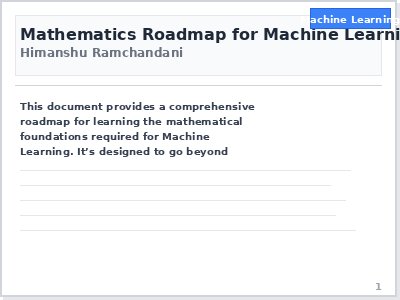 Machine Learning
Mathematics Roadmap for Machine Learni
Himanshu Ramchandani
This document provides a comprehensive
roadmap for learning the mathematical
foundations required for Machine
Learning. It’s designed to go beyond
1